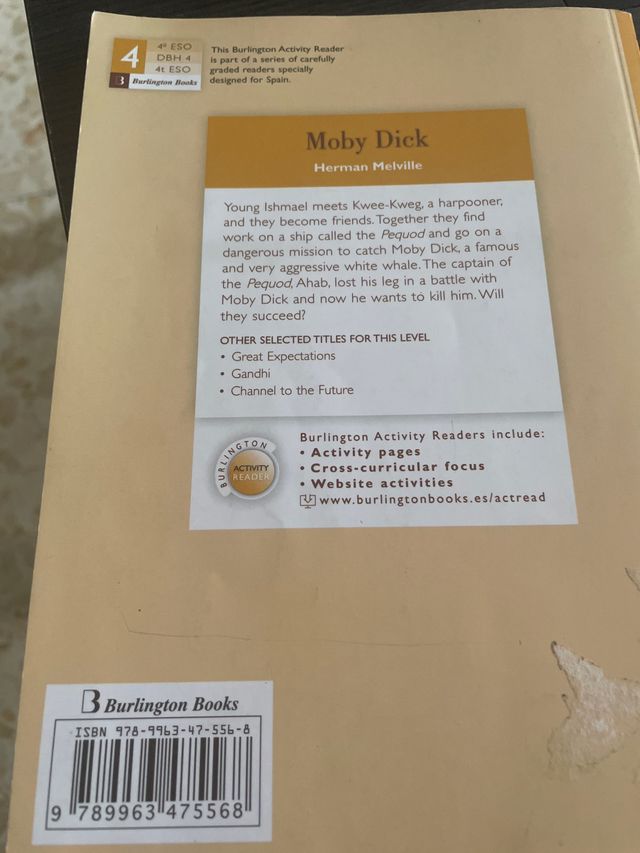 4
4º ESO
DBH 4
4t ESO
B Burlington Books
This Burlington Activity Reader
is part of a series of carefully
graded readers specially
designed for Spain.
Moby Dick
Herman Melville
Young Ishmael meets Kwee-Kweg, a harpooner,
and they become friends. Together they find
work on a ship called the Pequod and go on a
dangerous mission to catch Moby Dick, a famous
and very aggressive white whale. The captain of
the Pequod, Ahab, lost his leg in a battle with
Moby Dick and now he wants to kill him. Will
they succeed?
OTHER SELECTED TITLES FOR THIS LEVEL
• Great Expectations
• Gandhi
• Channel to the Future
BURLINGTON
ACTIVITY
READER
Burlington Activity Readers include:
• Activity pages
• Cross-curricular focus
• Website activities
www.burlingtonbooks.es/actread
B Burlington Books
ISBN 978-9963-47-556-8
9 789963 475568